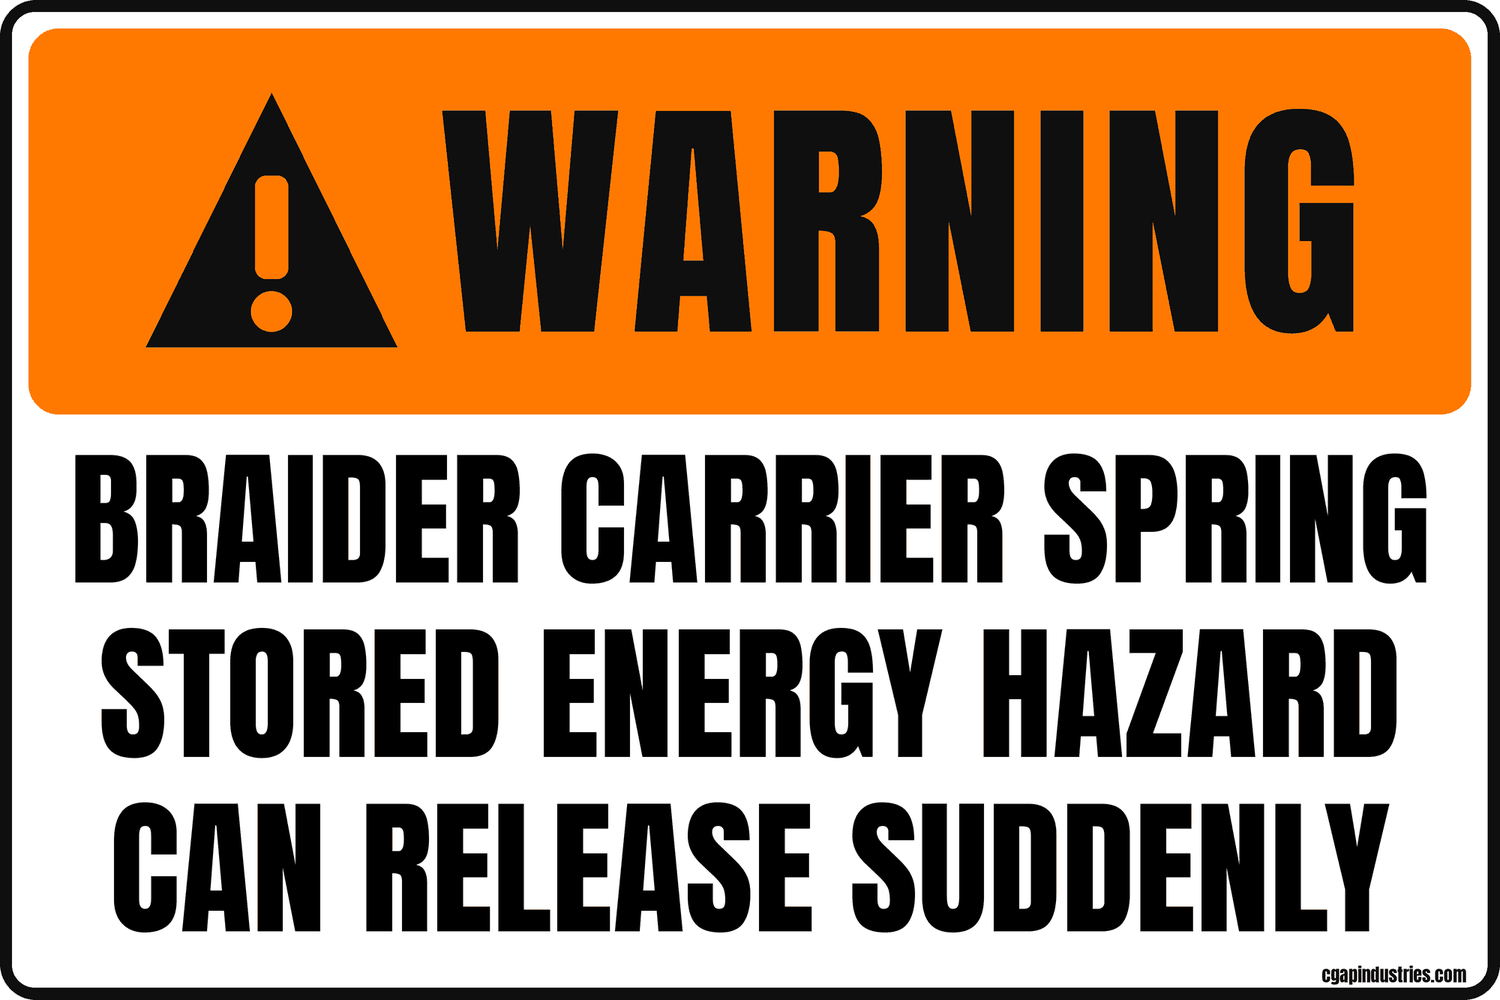 WARNING
BRAIDER CARRIER SPRING
STORED ENERGY HAZARD
CAN RELEASE SUDDENLY
cgapindustries.com